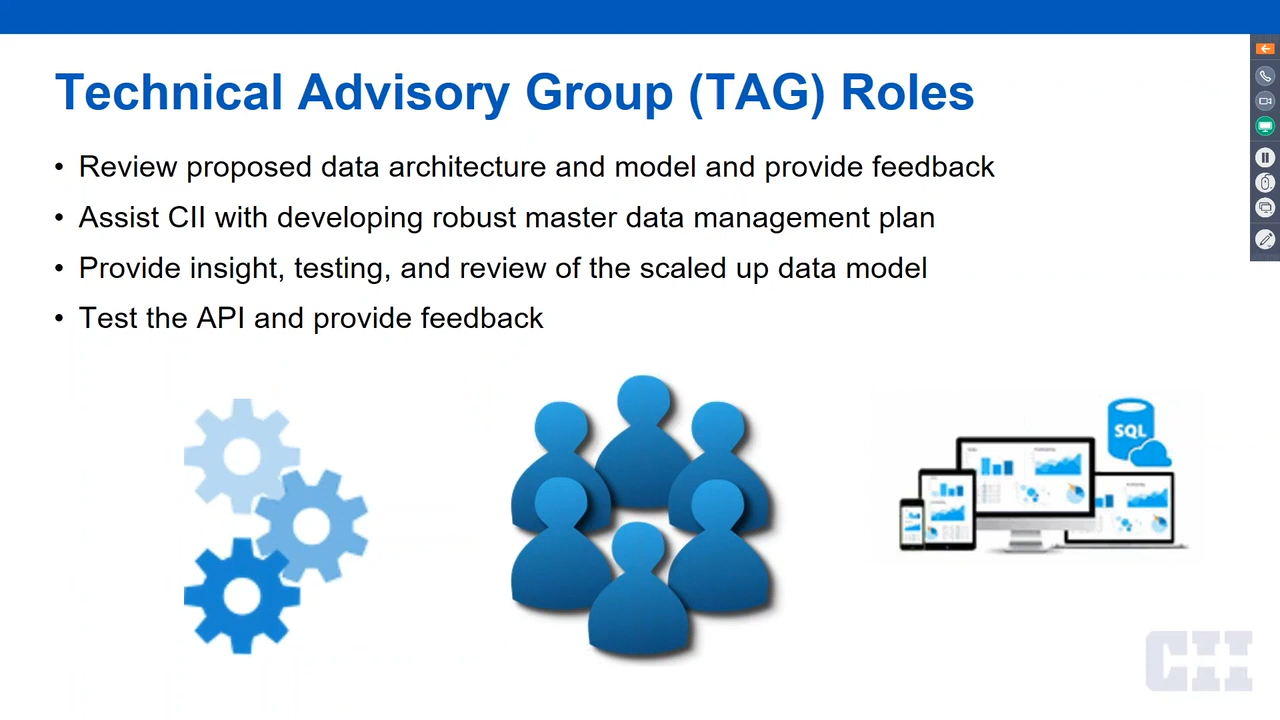 Technical Advisory Group (TAG) Roles
• Review proposed data architecture and model and provide feedback
• Assist CII with developing robust master data management plan
• Provide insight, testing, and review of the scaled up data model
• Test the API and provide feedback
SQL
CII